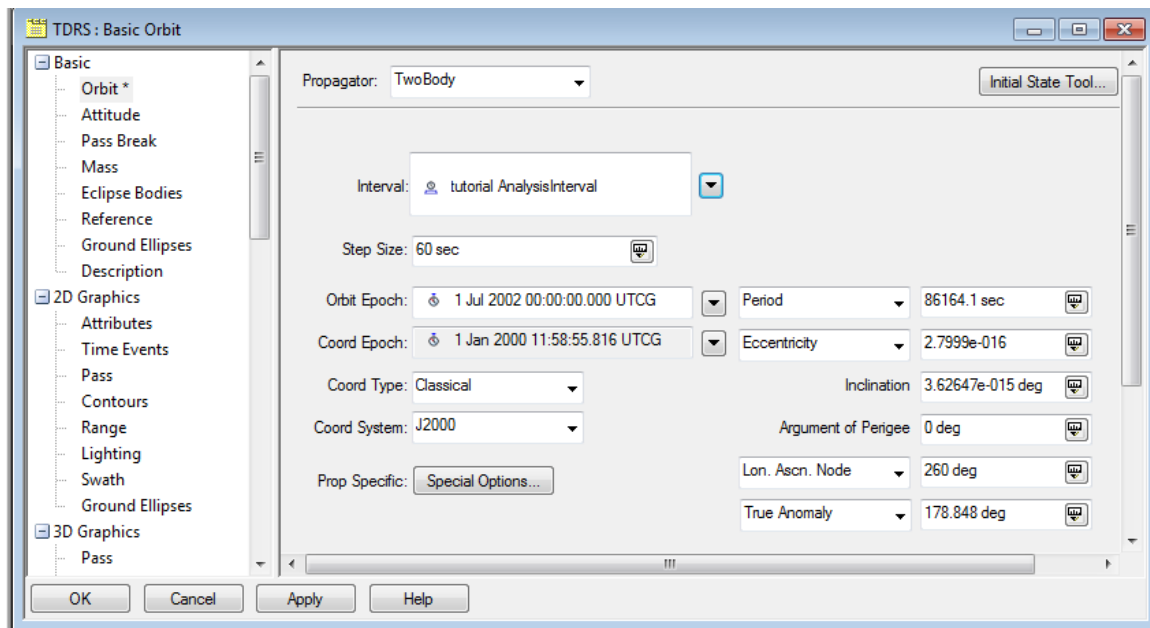 TDRS : Basic Orbit
Basic
Orbit *
Attitude
Pass Break
Mass
Eclipse Bodies
Reference
Ground Ellipses
Description
2D Graphics
Attributes
Time Events
Pass
Contours
Range
Lighting
Swath
Ground Ellipses
3D Graphics
Pass
Propagator: TwoBody
Initial State Tool...
Interval: tutorial AnalysisInterval
Step Size: 60 sec
Orbit Epoch: 1 Jul 2002 00:00:00.000 UTCG
Period 86164.1 sec
Coord Epoch: 1 Jan 2000 11:58:55.816 UTCG
Eccentricity 2.7999e-016
Coord Type: Classical
Inclination 3.62647e-015 deg
Coord System: J2000
Argument of Perigee 0 deg
Prop Specific: Special Options...
Lon. Ascn. Node 260 deg
True Anomaly 178.848 deg
OK Cancel Apply Help